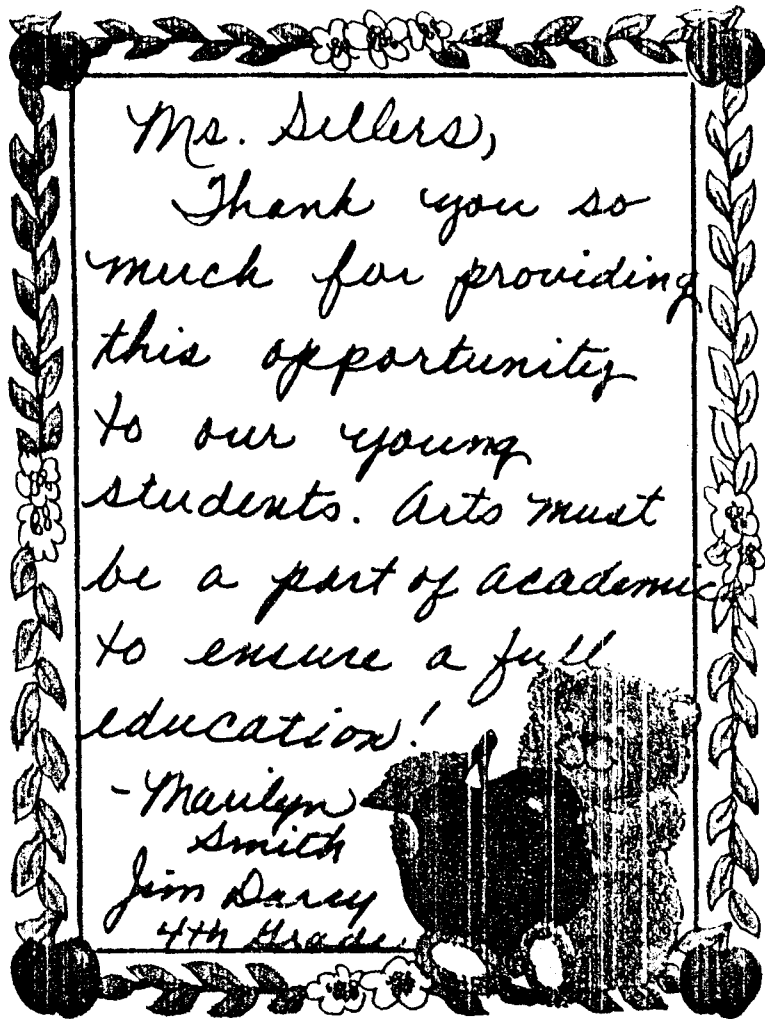 Ms. Sellers,
Thank you so
much for providing
this opportunity
to our young
students. Arts must
be a part of academics
to ensure a full
education!
-Marilyn
Smith
Jim Darcy
4th Grade